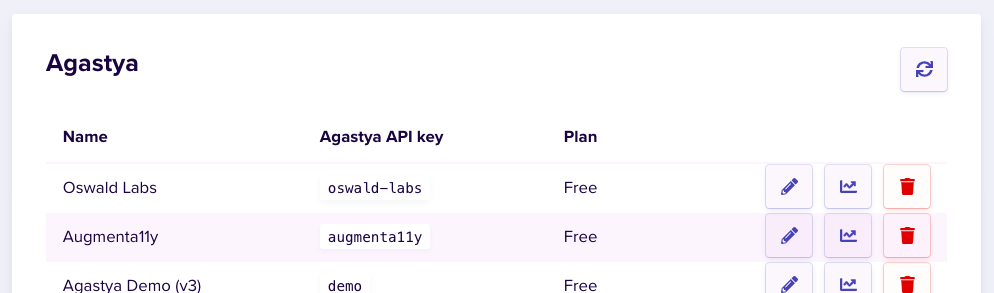 Agastya
Name Agastya API key Plan
Oswald Labs oswald-labs Free
Augmenta11y augmenta11y Free
Agastya Demo (v3) demo Free